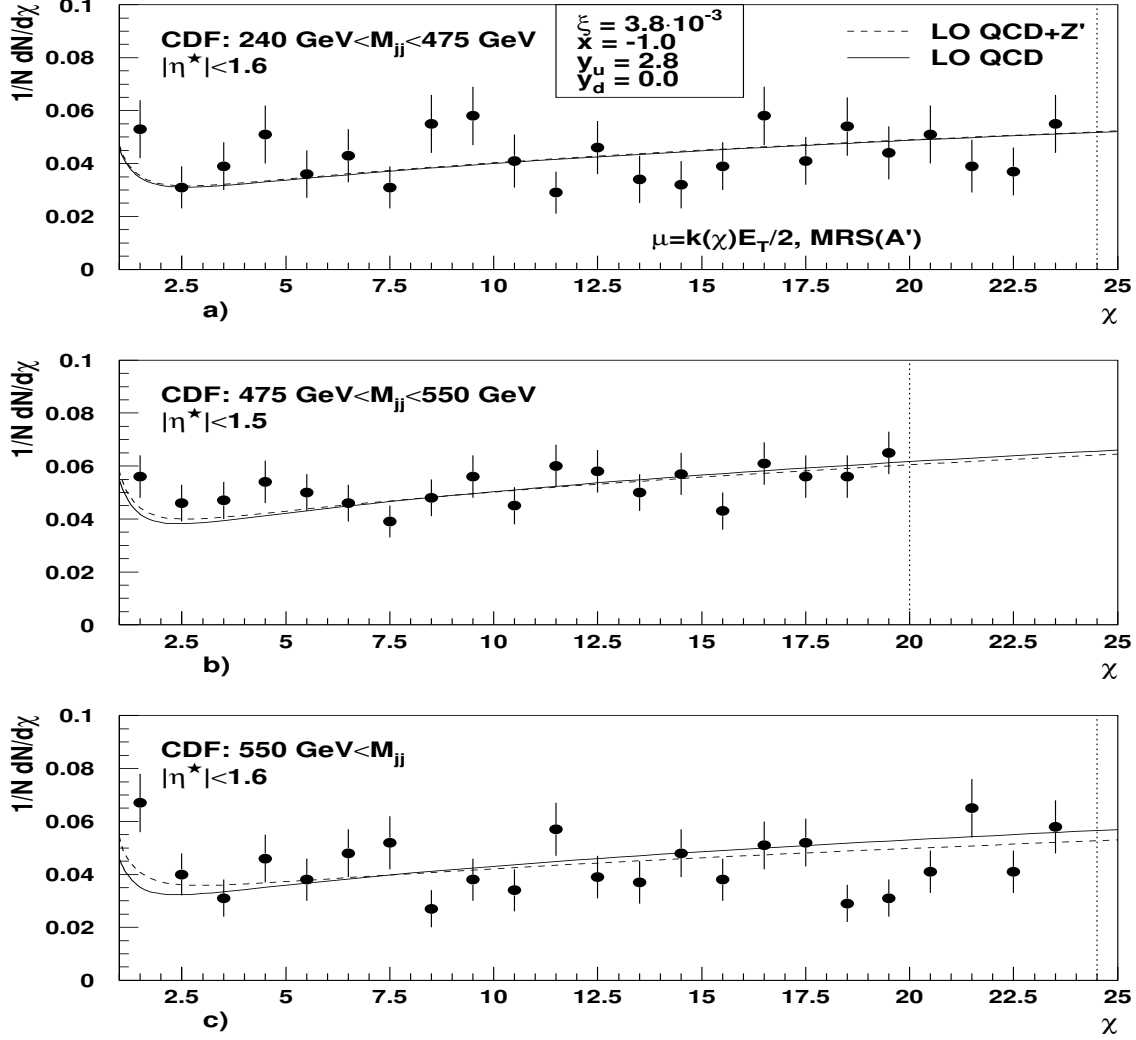 1/N dN/dχ
0.1
0.08
0.06
0.04
0.02
0
CDF: 240 GeV<M_jj<475 GeV
|η*|<1.6
ξ = 3.8·10⁻³
x = -1.0
y_u = 2.8
y_d = 0.0
LO QCD+Z'
LO QCD
μ=k(χ)E_T/2, MRS(A')
2.5 5 7.5 10 12.5 15 17.5 20 22.5 25
a) χ
1/N dN/dχ
0.1
0.08
0.06
0.04
0.02
0
CDF: 475 GeV<M_jj<550 GeV
|η*|<1.5
2.5 5 7.5 10 12.5 15 17.5 20 22.5 25
b) χ
1/N dN/dχ
0.1
0.08
0.06
0.04
0.02
0
CDF: 550 GeV<M_jj
|η*|<1.6
2.5 5 7.5 10 12.5 15 17.5 20 22.5 25
c) χ